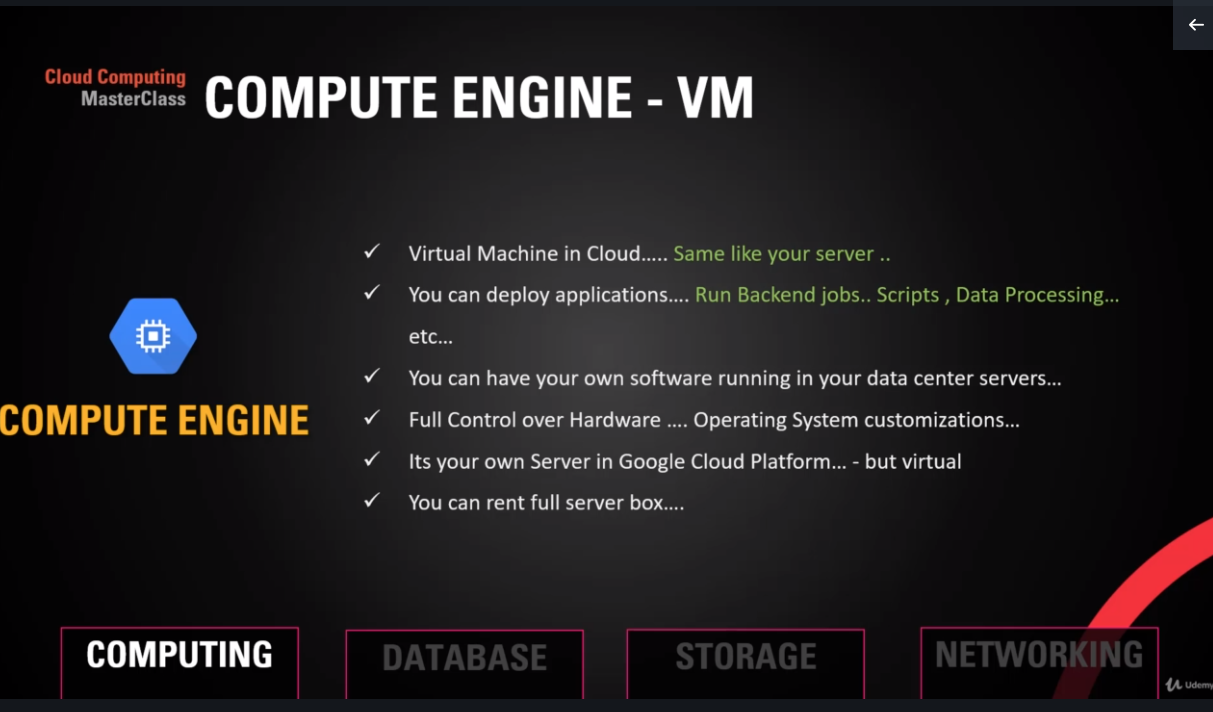 Cloud Computing
MasterClass
COMPUTE ENGINE - VM
Virtual Machine in Cloud..... Same like your server ..
You can deploy applications.... Run Backend jobs.. Scripts , Data Processing...
etc...
You can have your own software running in your data center servers...
Full Control over Hardware .... Operating System customizations...
Its your own Server in Google Cloud Platform... - but virtual
You can rent full server box....
COMPUTE ENGINE
COMPUTING
DATABASE
STORAGE
NETWORKING
Udemy